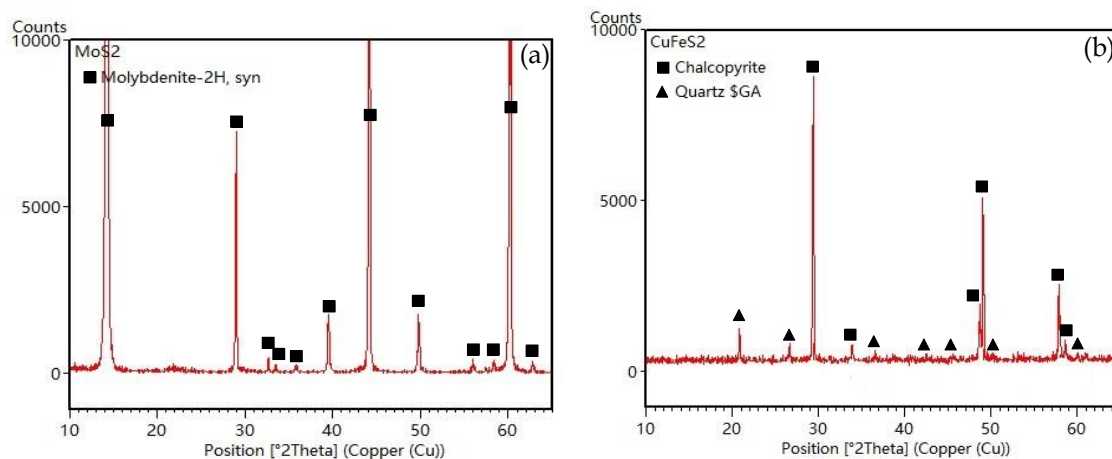 Counts
10000
5000
0
MoS2
(a)
■ Molybdenite-2H, syn
10 20 30 40 50 60
Position [°2Theta] (Copper (Cu))
Counts
10000
5000
0
CuFeS2
(b)
■ Chalcopyrite
▲ Quartz $GA
10 20 30 40 50 60
Position [°2Theta] (Copper (Cu))